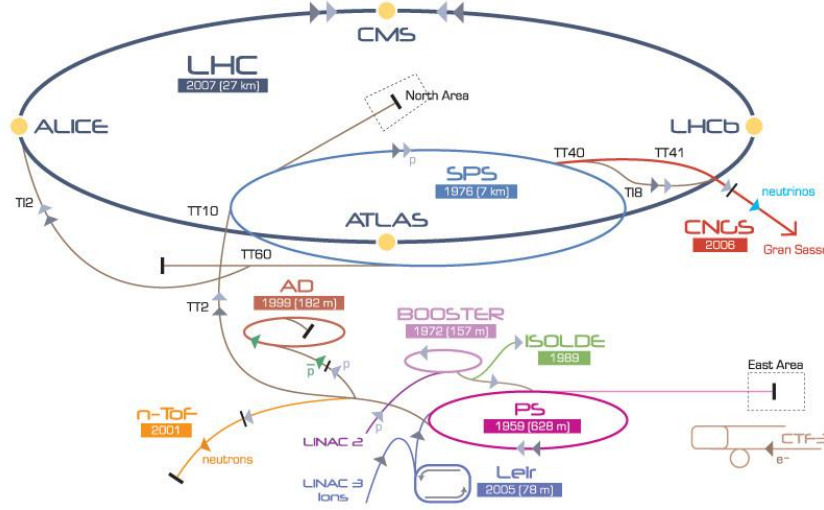 CMS
LHC
2007 (27 km)
North Area
ALICE
LHCb
TT40
TT41
SPS
1976 (7 km)
p
TI8
neutrinos
TI2
TT10
ATLAS
CNGS
2006
Gran Sasso
TT60
AD
1999 (182 m)
TT2
BOOSTER
1972 (157 m)
ISOLDE
1989
East Area
p
p
n-ToF
2001
PS
1959 (628 m)
LINAC 2
p
neutrons
CTF-3
e-
LINAC 3
Ions
Leir
2005 (78 m)